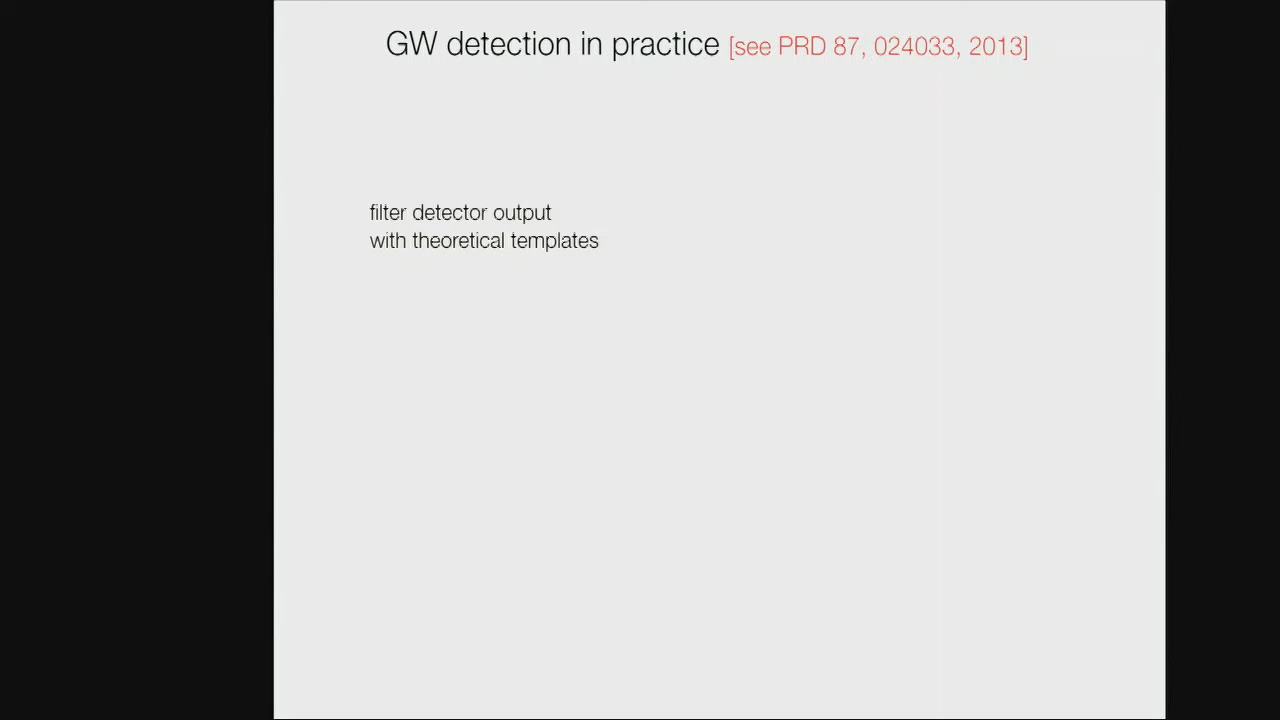 GW detection in practice [see PRD 87, 024033, 2013]
filter detector output
with theoretical templates